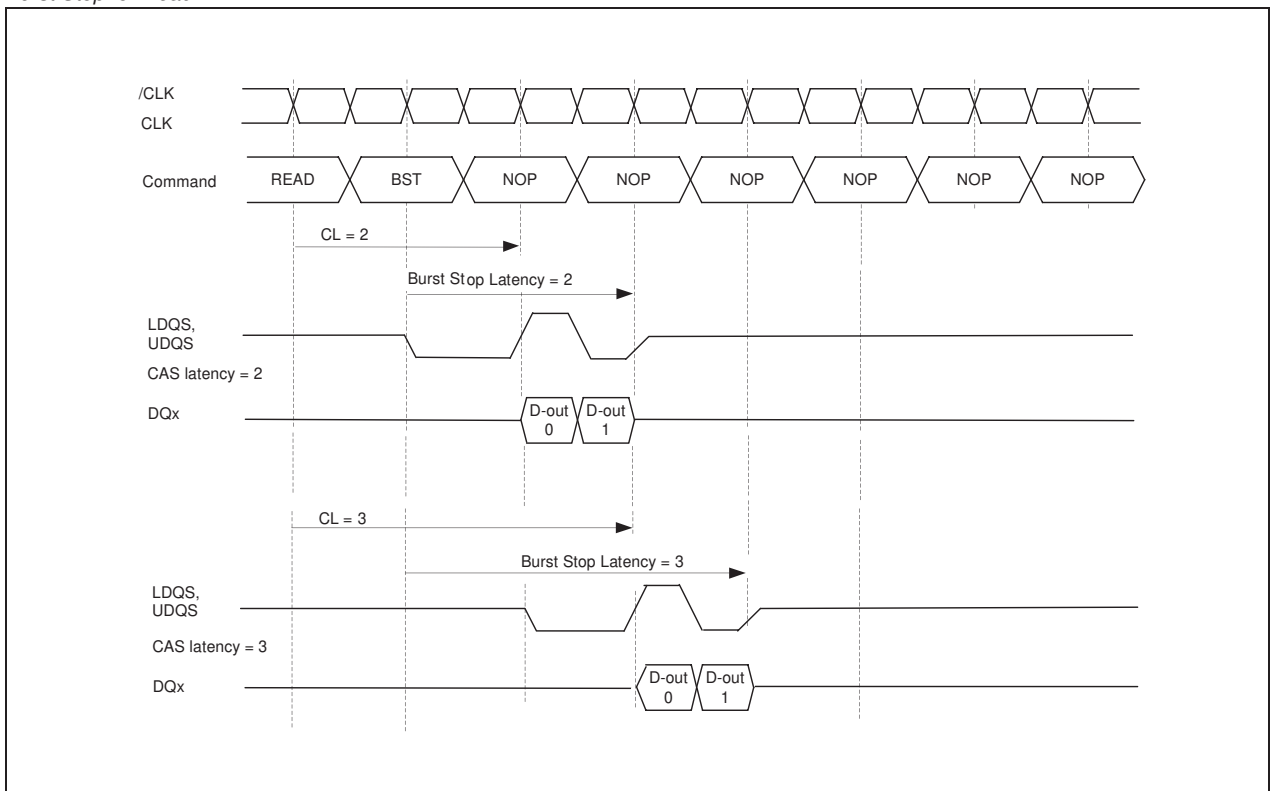 /CLK
CLK
Command READ BST NOP NOP NOP NOP NOP NOP
CL = 2
Burst Stop Latency = 2
LDQS,
UDQS
CAS latency = 2
DQx
D-out D-out
0 1
CL = 3
Burst Stop Latency = 3
LDQS,
UDQS
CAS latency = 3
DQx
D-out D-out
0 1